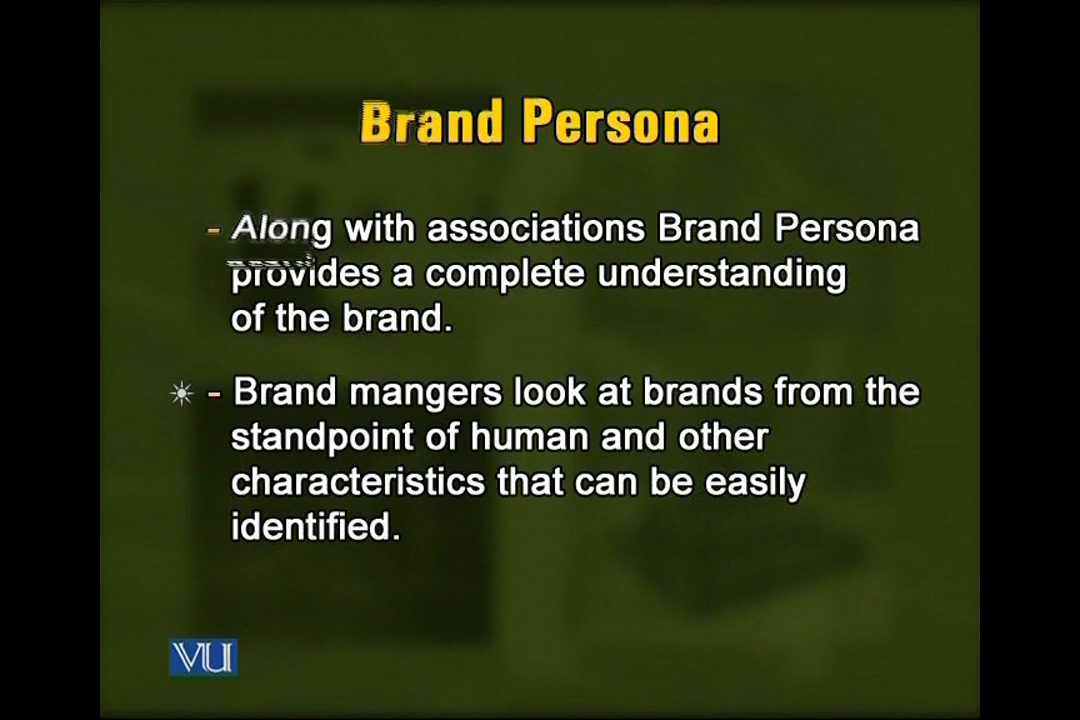 Brand Persona
- Along with associations Brand Persona
provides a complete understanding
of the brand.
- Brand mangers look at brands from the
standpoint of human and other
characteristics that can be easily
identified.
VU